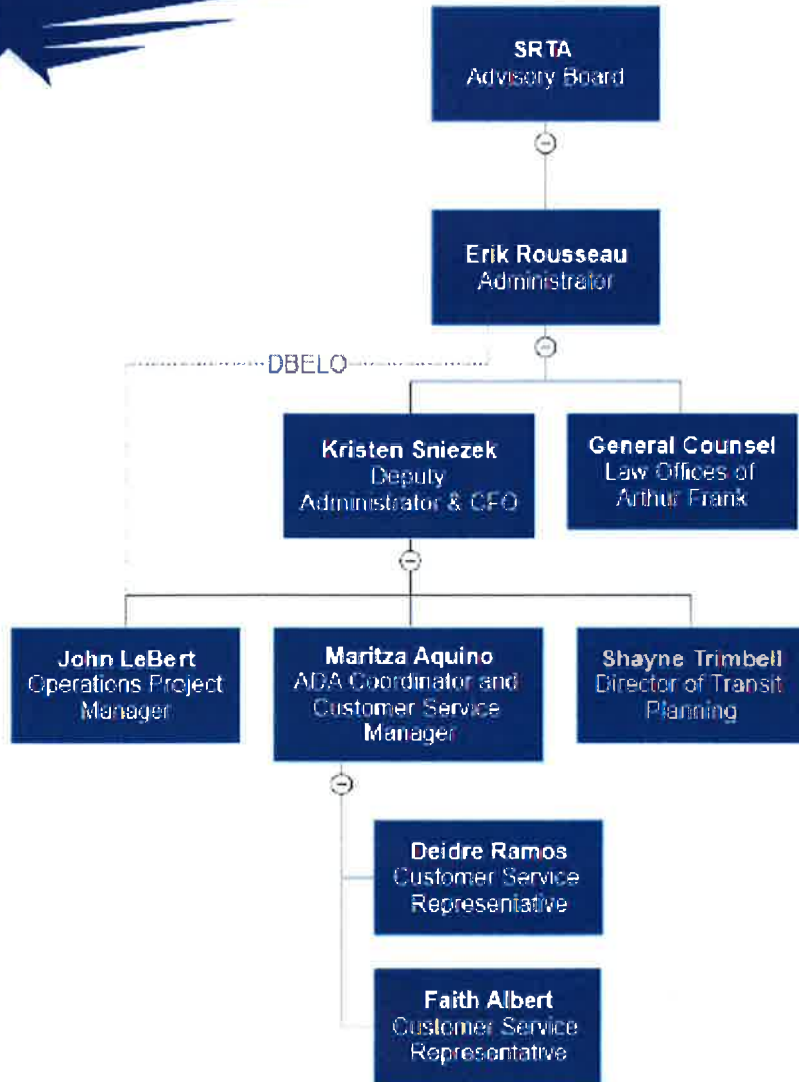 SRTA
Advisory Board
Erik Rousseau
Administrator
DBELO
Kristen Sniezek
Deputy
Administrator & CFO
General Counsel
Law Offices of
Arthur Frank
John LeBert
Operations Project
Manager
Maritza Aquino
ADA Coordinator and
Customer Service
Manager
Shayne Trimbell
Director of Transit
Planning
Deidre Ramos
Customer Service
Representative
Faith Albert
Customer Service
Representative